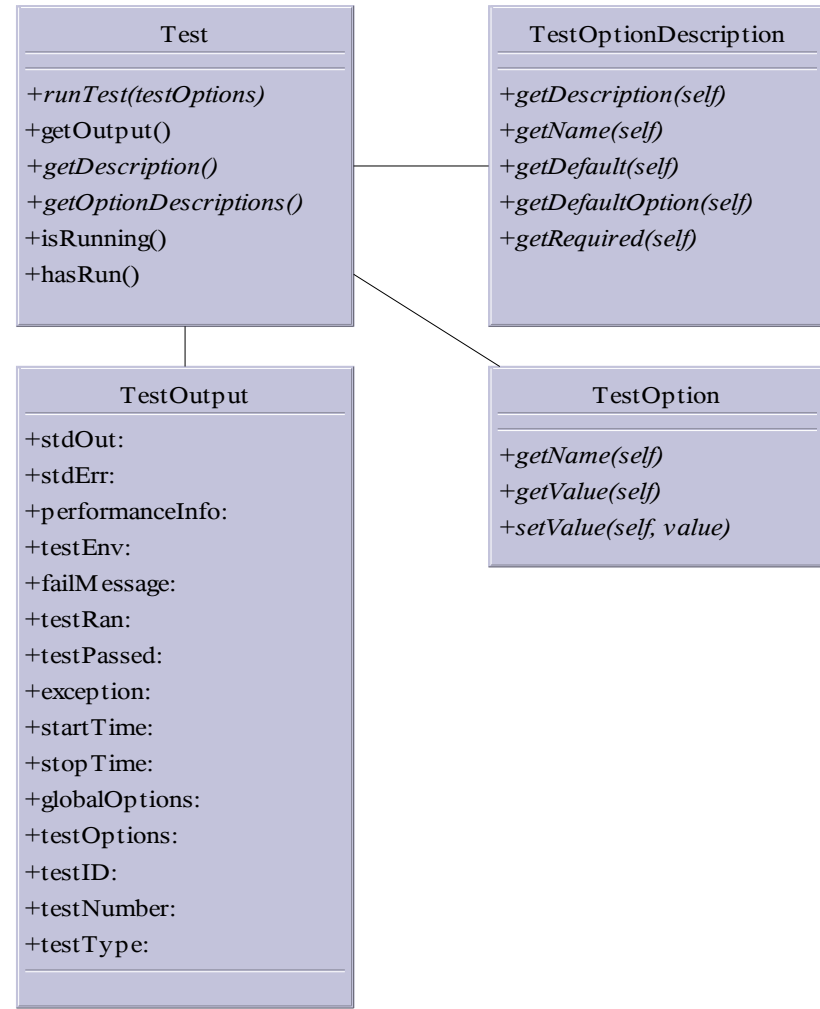 Test
+runTest(testOptions)
+getOutput()
+getDescription()
+getOptionDescriptions()
+isRunning()
+hasRun()
TestOptionDescription
+getDescription(self)
+getName(self)
+getDefault(self)
+getDefaultOption(self)
+getRequired(self)
TestOutput
+stdOut:
+stdErr:
+performanceInfo:
+testEnv:
+failMessage:
+testRan:
+testPassed:
+exception:
+startTime:
+stopTime:
+globalOptions:
+testOptions:
+testID:
+testNumber:
+testType:
TestOption
+getName(self)
+getValue(self)
+setValue(self, value)